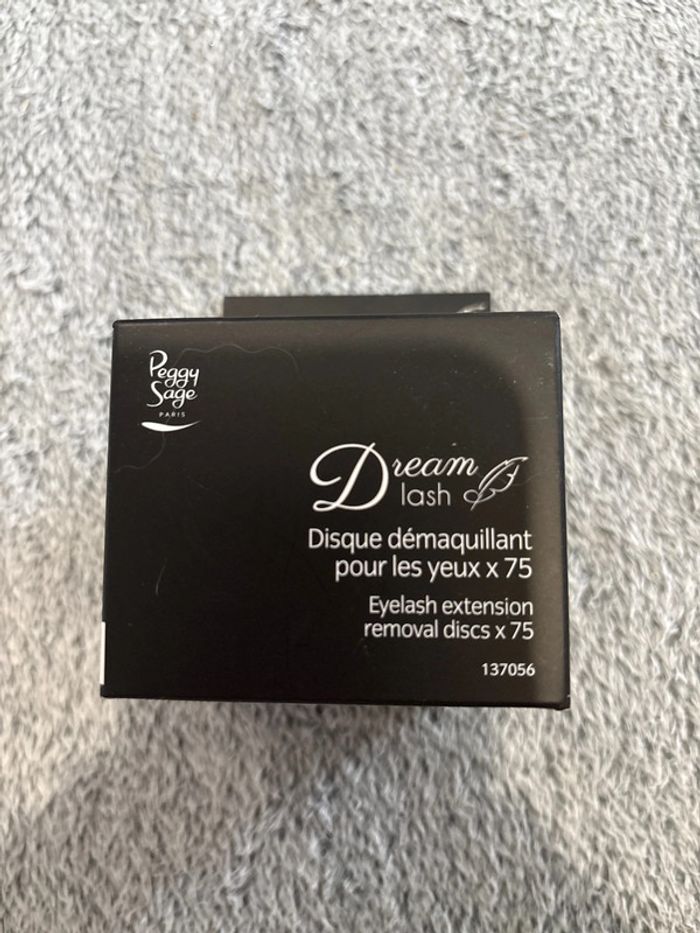 Peggy
Sage
PARIS
Dream
lash
Disque démaquillant
pour les yeux x 75
Eyelash extension
removal discs x 75
137056